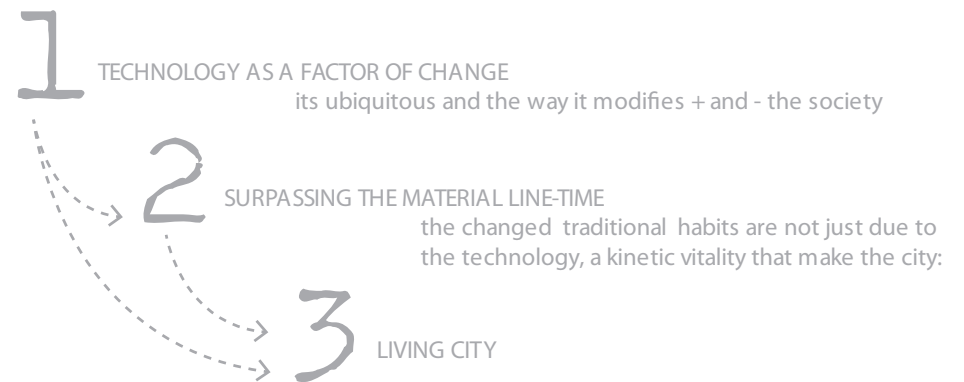 1
TECHNOLOGY AS A FACTOR OF CHANGE
its ubiquitous and the way it modifies + and - the society
2
SURPASSING THE MATERIAL LINE-TIME
the changed traditional habits are not just due to
the technology, a kinetic vitality that make the city:
3
LIVING CITY